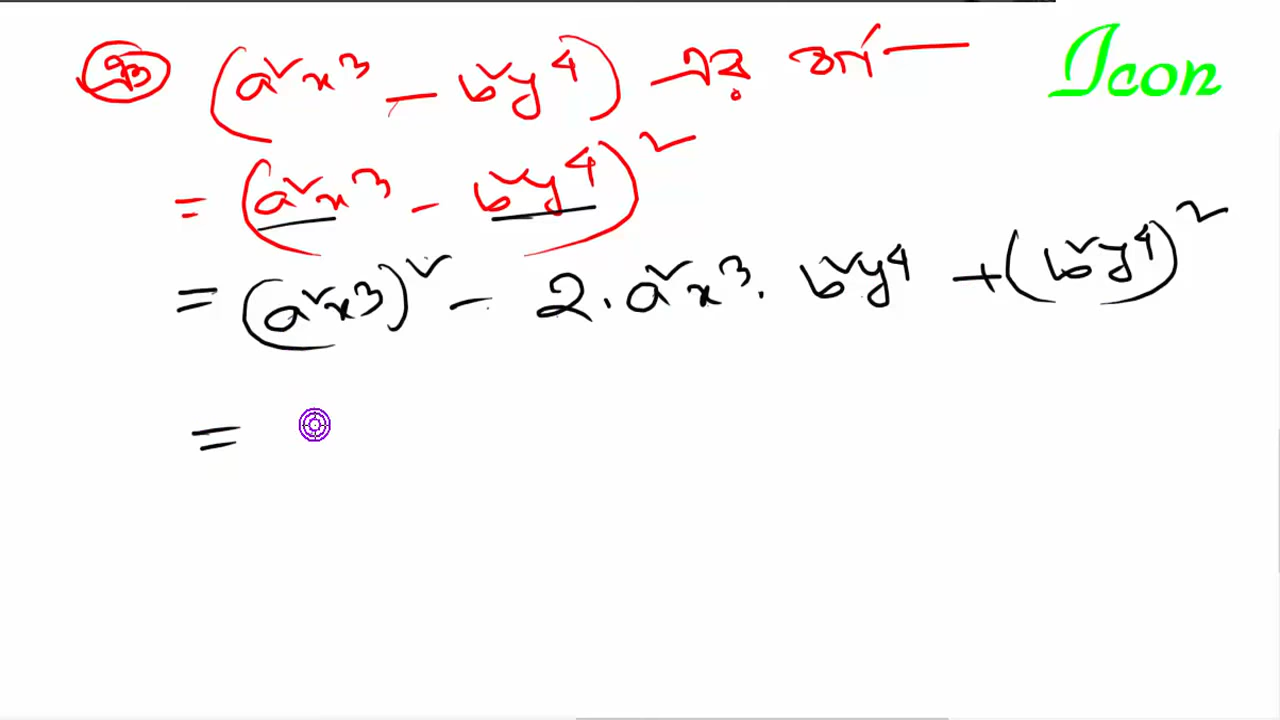 (a²x³ - b²y⁴) এর বর্গ Icon
= (a²x³ - b²y⁴)²
= (a²x³)² - 2 . a²x³ . b²y⁴ + (b²y⁴)²
=